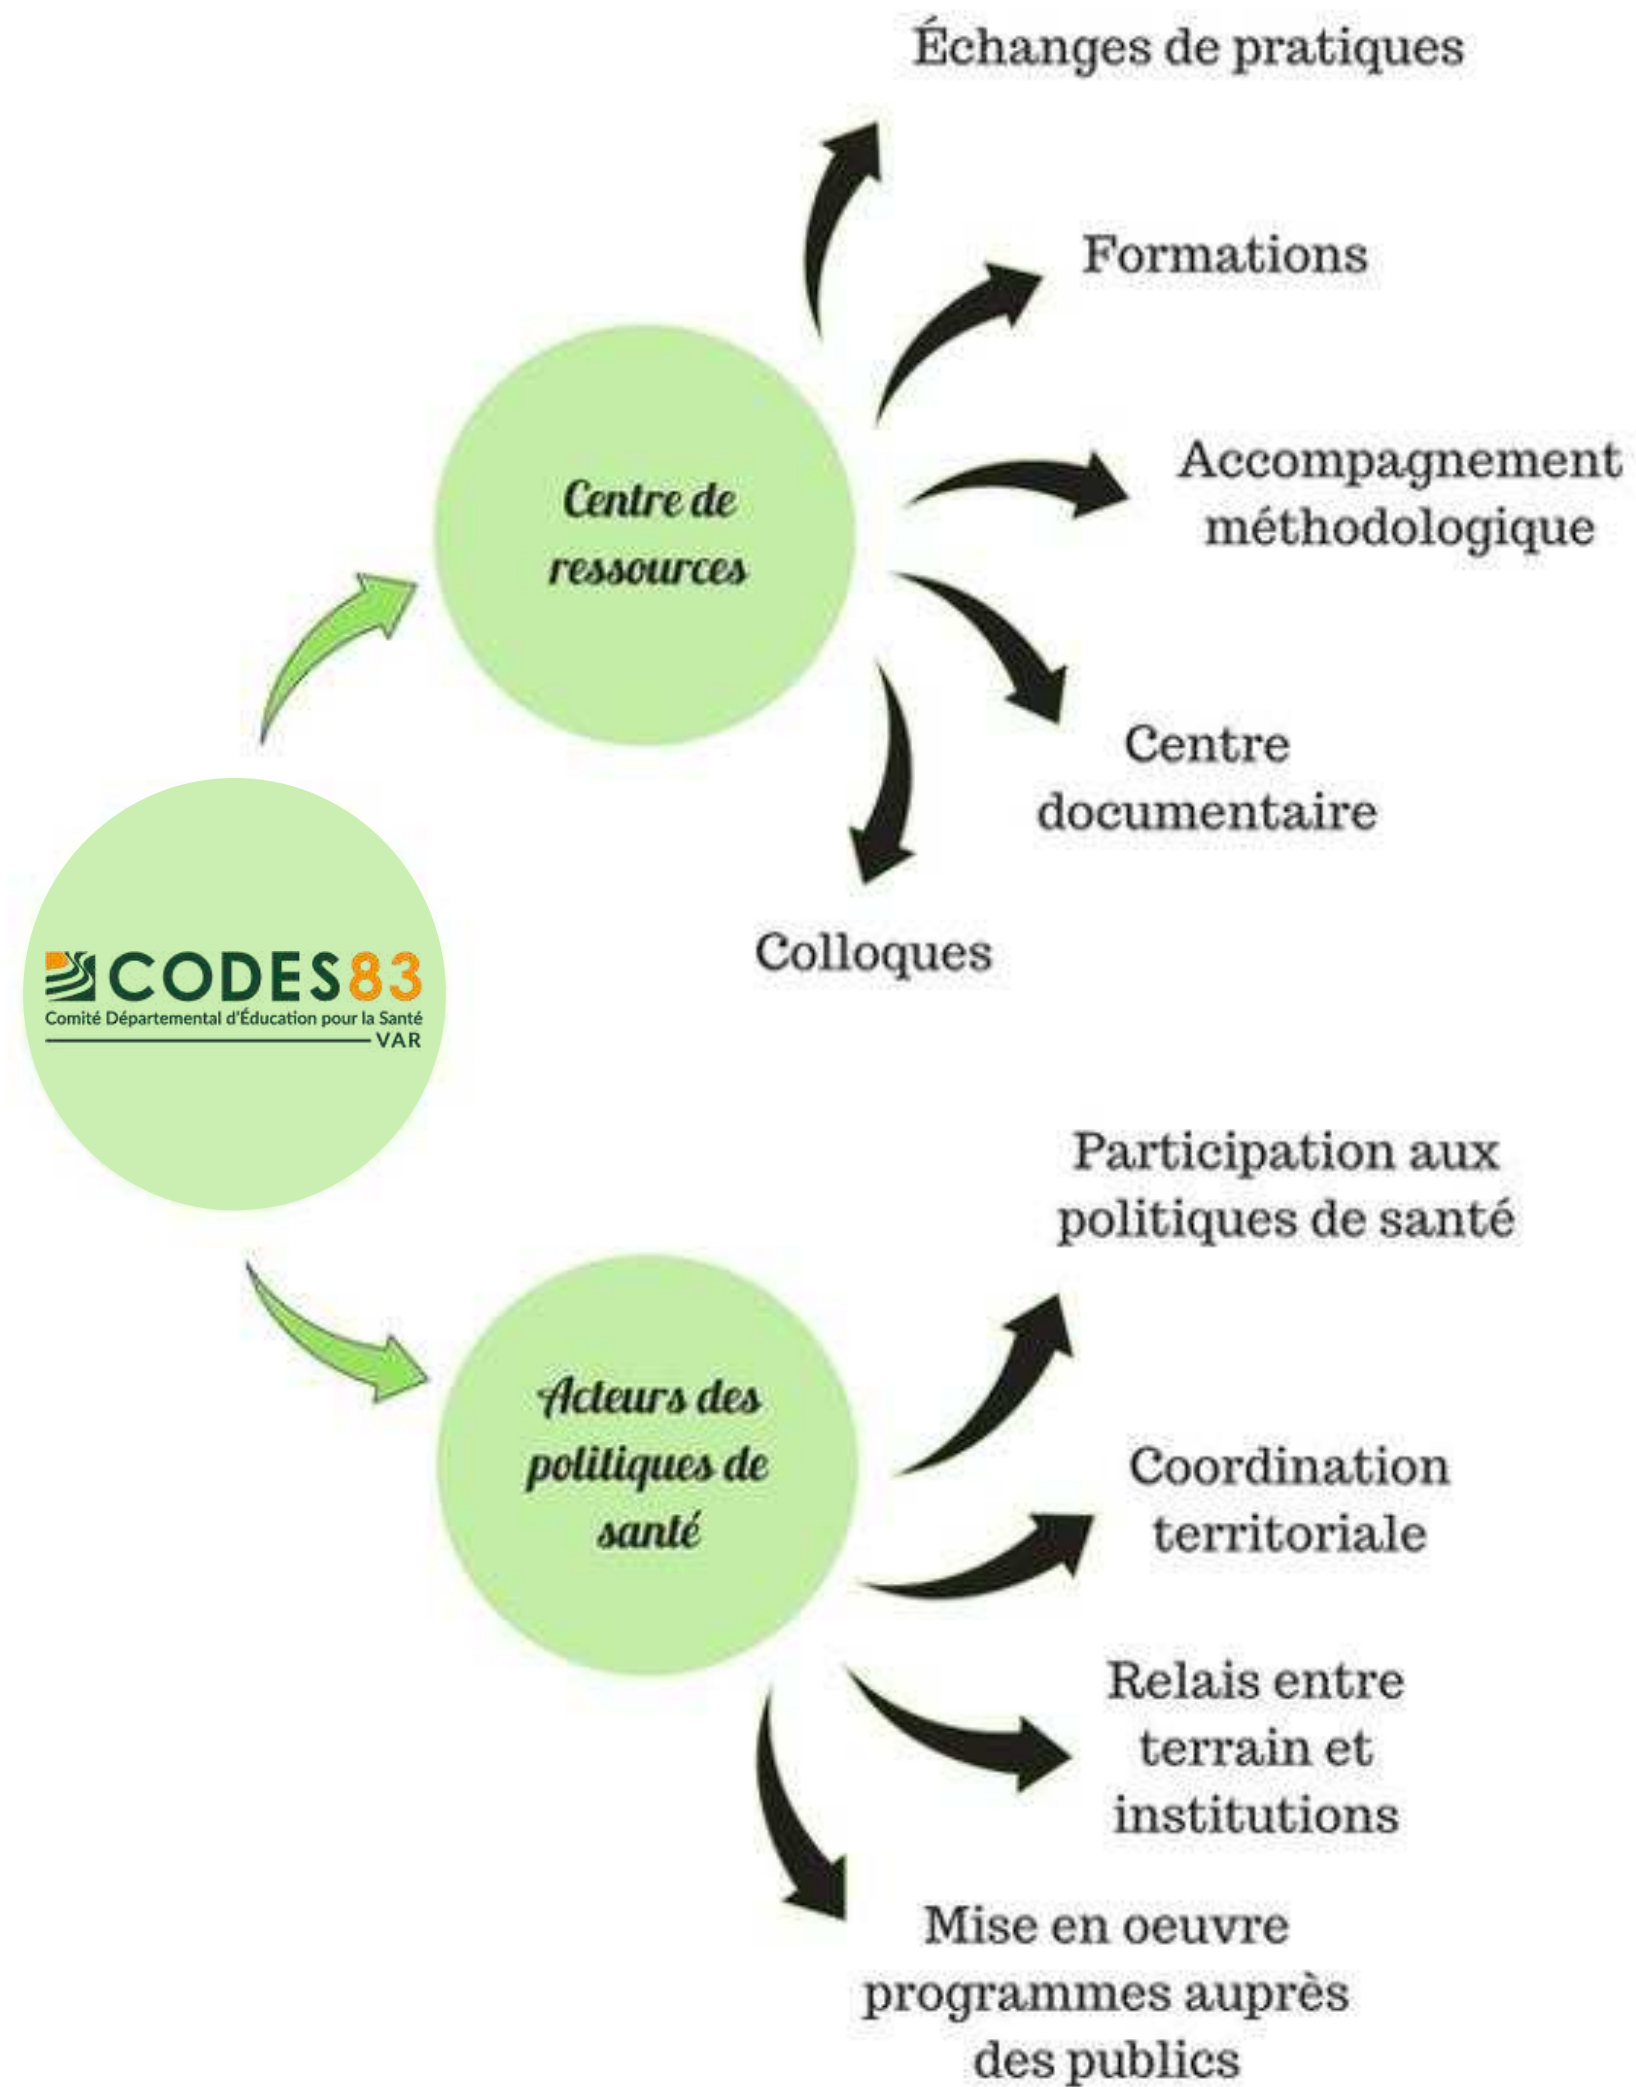 Échanges de pratiques
Formations
Accompagnement
méthodologique
Centre de
ressources
Centre
documentaire
Colloques
CODES83
Comité Départemental d'Éducation pour la Santé
VAR
Participation aux
politiques de santé
Acteurs des
politiques de
santé
Coordination
territoriale
Relais entre
terrain et
institutions
Mise en oeuvre
programmes auprès
des publics